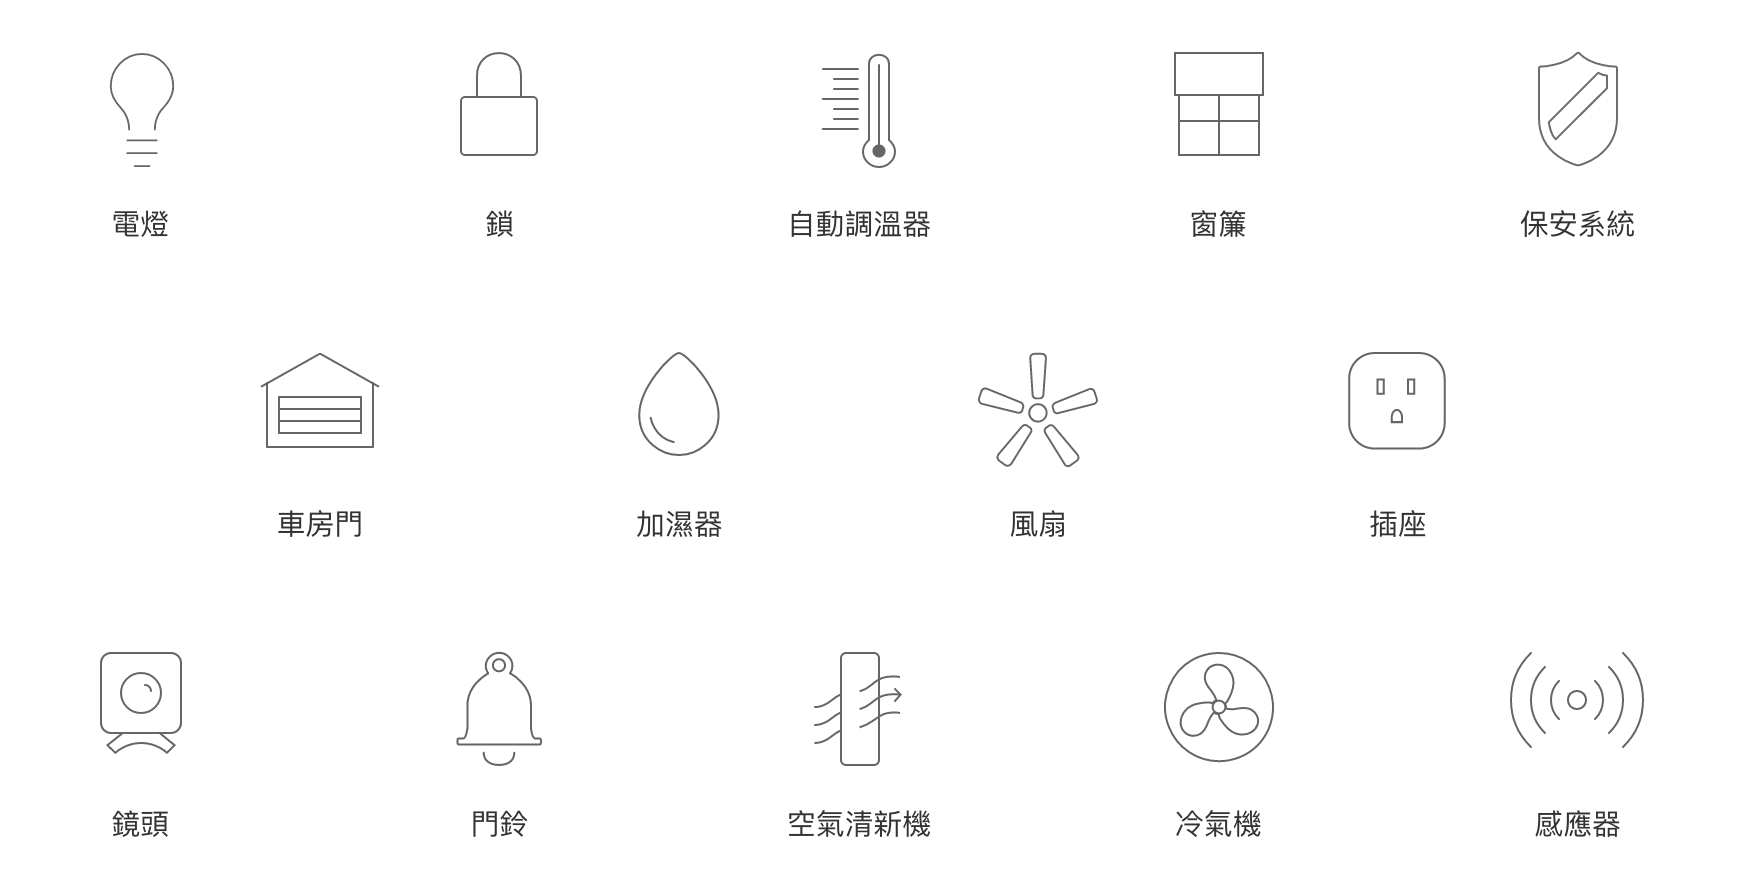 電燈
鎖
自動調溫器
窗簾
保安系統
車房門
加濕器
風扇
插座
鏡頭
門鈴
空氣清新機
冷氣機
感應器